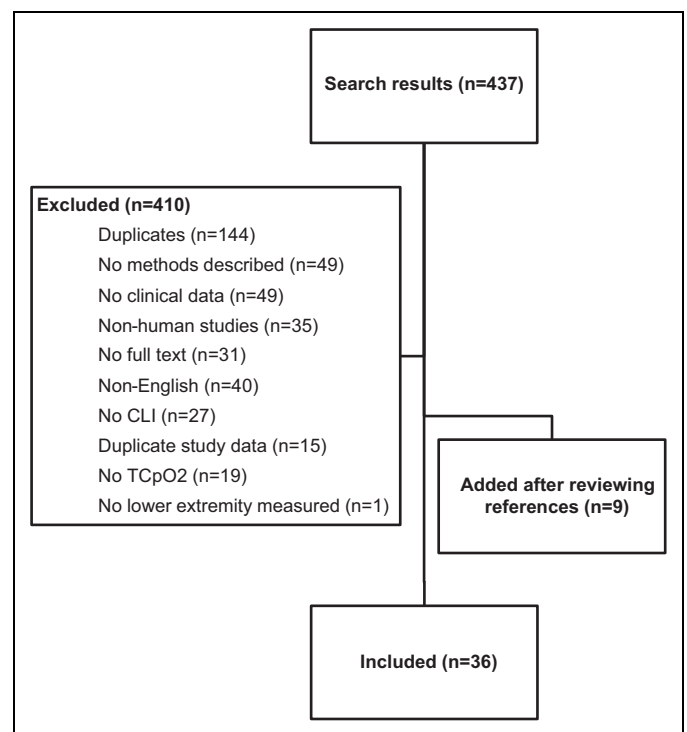 Search results (n=437)
Excluded (n=410)
Duplicates (n=144)
No methods described (n=49)
No clinical data (n=49)
Non-human studies (n=35)
No full text (n=31)
Non-English (n=40)
No CLI (n=27)
Duplicate study data (n=15)
No TCpO2 (n=19)
No lower extremity measured (n=1)
Added after reviewing
references (n=9)
Included (n=36)